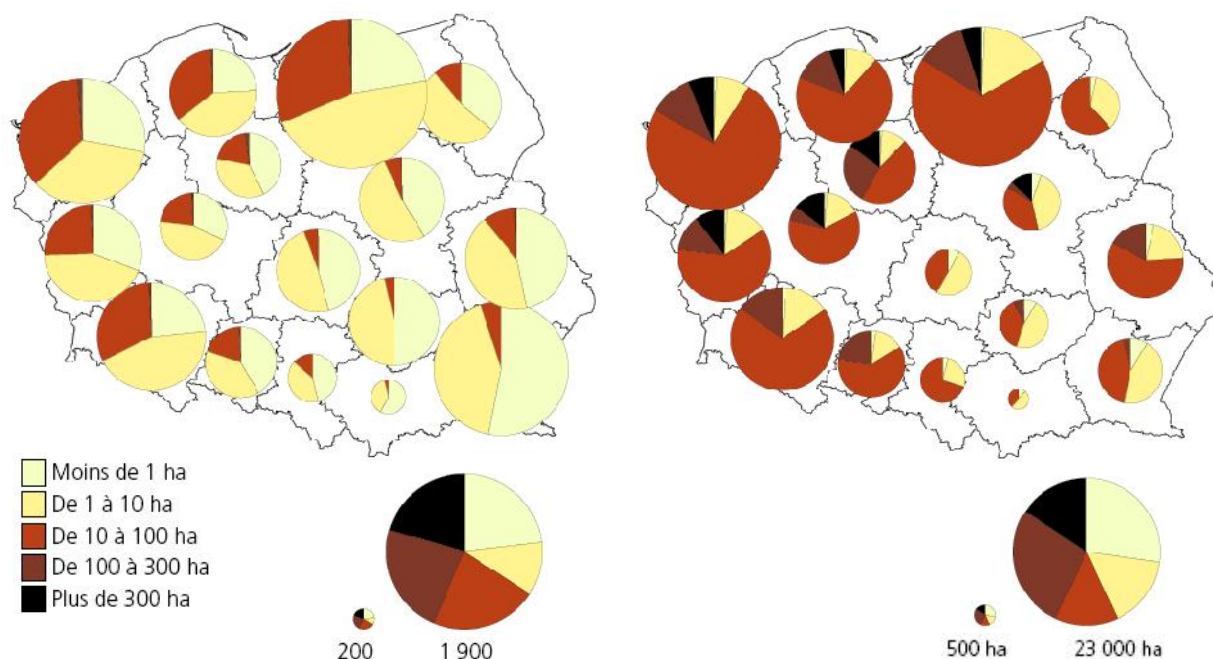 Moins de 1 ha
De 1 à 10 ha
De 10 à 100 ha
De 100 à 300 ha
Plus de 300 ha
200
1 900
500 ha
23 000 ha